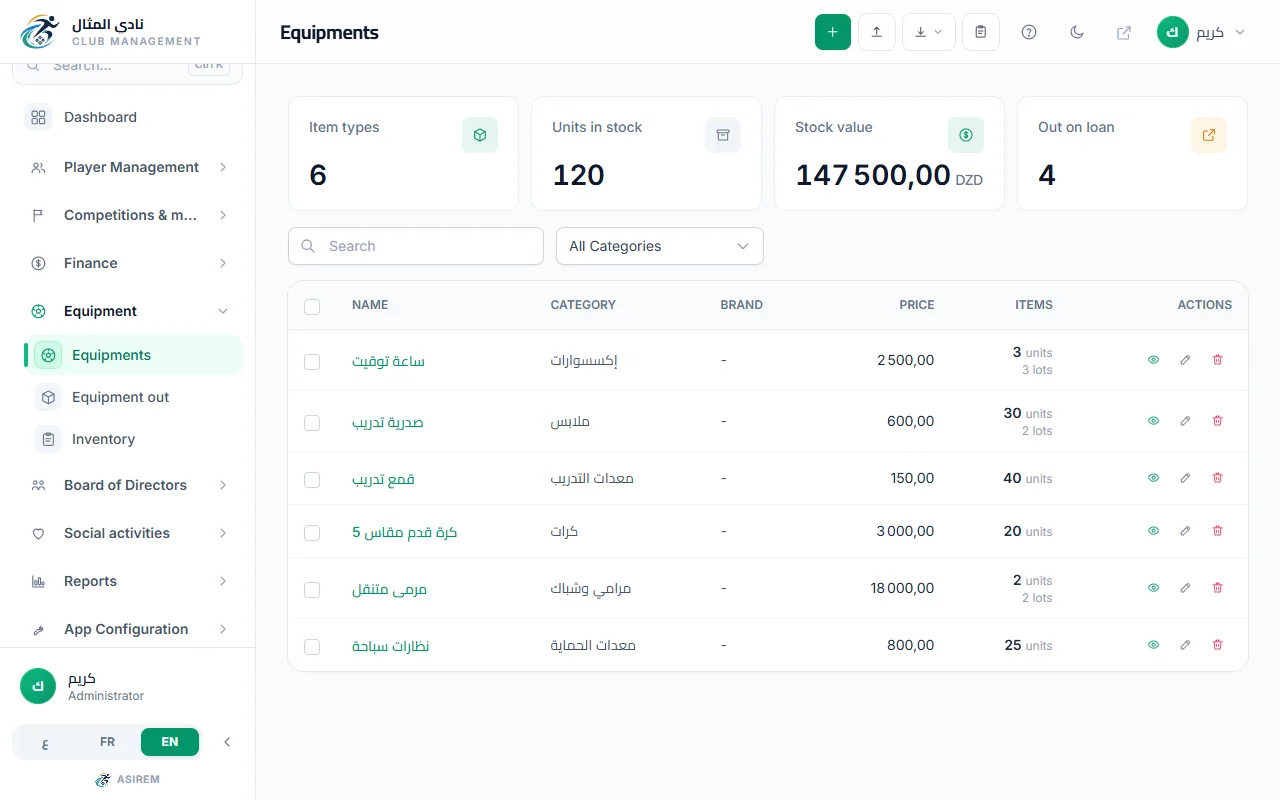 نادي المثال
CLUB MANAGEMENT
Search...
Ctrl K
Dashboard
Player Management
Competitions & m...
Finance
Equipment
Equipments
Equipment out
Inventory
Board of Directors
Social activities
Reports
App Configuration
كريم
Administrator
ع FR EN
ASIREM
Equipments
ك كريم
Item types
6
Units in stock
120
Stock value
147 500,00 DZD
Out on loan
4
Search
All Categories
NAME CATEGORY BRAND PRICE ITEMS ACTIONS
ساعة توقيت إكسسوارات - 2 500,00 3 units
3 lots
صدرية تدريب ملابس - 600,00 30 units
2 lots
قمع تدريب معدات التدريب - 150,00 40 units
كرة قدم مقاس 5 كرات - 3 000,00 20 units
مرمى متنقل مرامي وشباك - 18 000,00 2 units
2 lots
نظارات سباحة معدات الحماية - 800,00 25 units